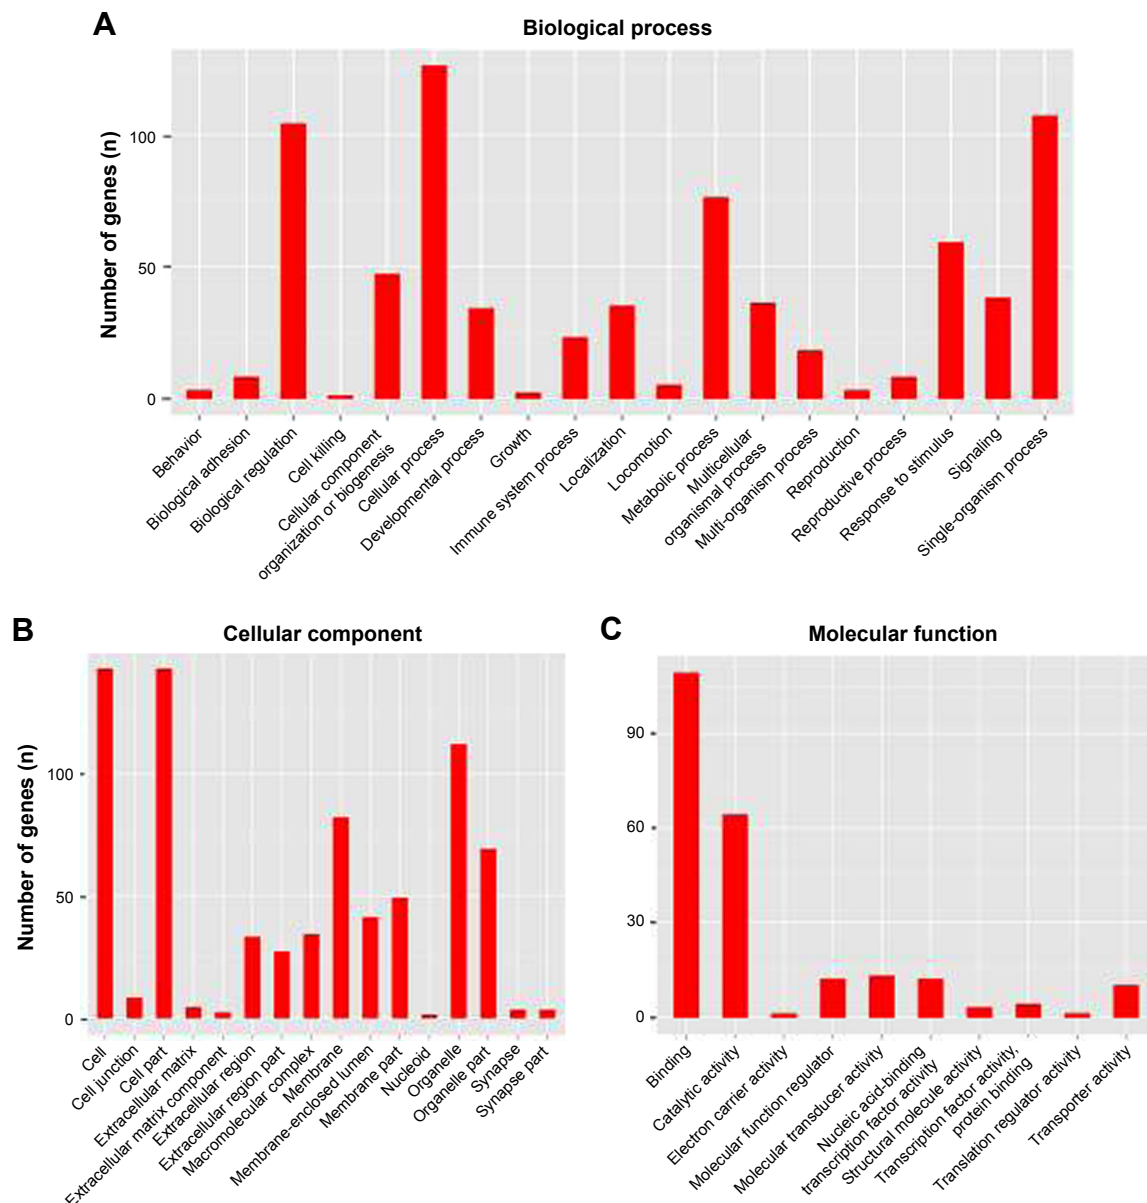 A
Biological process
Number of genes (n)
100
50
0
Behavior
Biological adhesion
Biological regulation
Cell killing
Cellular component
organization or biogenesis
Cellular process
Developmental process
Growth
Immune system process
Localization
Locomotion
Metabolic process
Multicellular
organismal process
Multi-organism process
Reproduction
Reproductive process
Response to stimulus
Signaling
Single-organism process
B
Cellular component
Number of genes (n)
100
50
0
Cell
Cell junction
Cell part
Extracellular matrix
Extracellular matrix component
Extracellular region
Extracellular region part
Macromolecular complex
Membrane
Membrane-enclosed lumen
Membrane part
Nucleoid
Organelle
Organelle part
Synapse
Synapse part
C
Molecular function
90
60
30
0
Binding
Catalytic activity
Electron carrier activity
Molecular function regulator
Molecular transducer activity
Nucleic acid-binding
transcription factor activity
Structural molecule activity
Transcription factor activity,
protein binding
Translation regulator activity
Transporter activity